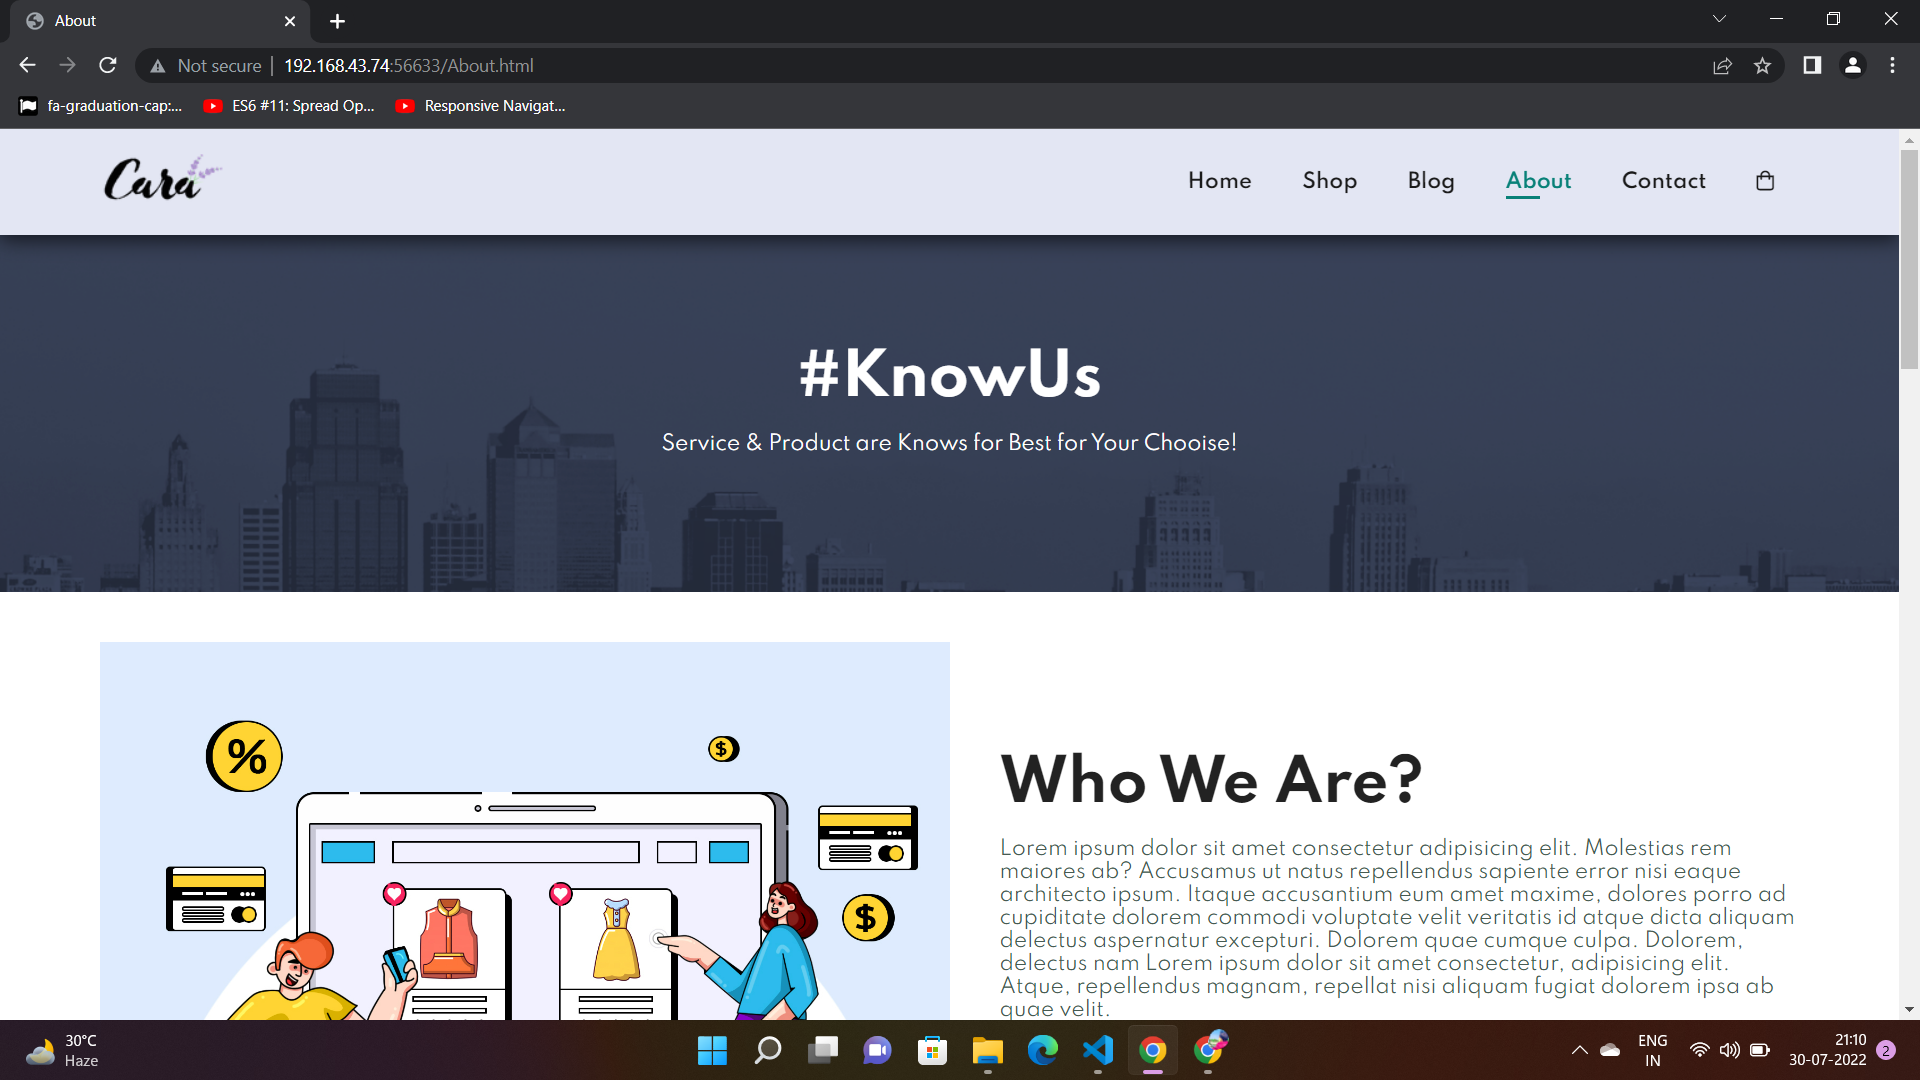 About
Not secure
192.168.43.74:56633/About.html
fa-graduation-cap:...
ES6 #11: Spread Op...
Responsive Navigat...
Cara
Home
Shop
Blog
About
Contact
#KnowUs
Service & Product are Knows for Best for Your Chooise!
%
$
$
Who We Are?
Lorem ipsum dolor sit amet consectetur adipisicing elit. Molestias rem
maiores ab? Accusamus ut natus repellendus sapiente error nisi eaque
architecto ipsum. Itaque accusantium eum amet maxime, dolores porro ad
cupiditate dolorem commodi voluptate velit veritatis id atque dicta aliquam
delectus aspernatur excepturi. Dolorem quae cumque culpa. Dolorem,
delectus nam Lorem ipsum dolor sit amet consectetur, adipisicing elit.
Atque, repellendus magnam, repellat nisi aliquam fugiat dolorem ipsa ab
quae velit.
30°C
Haze
ENG
IN
21:10
30-07-2022
2